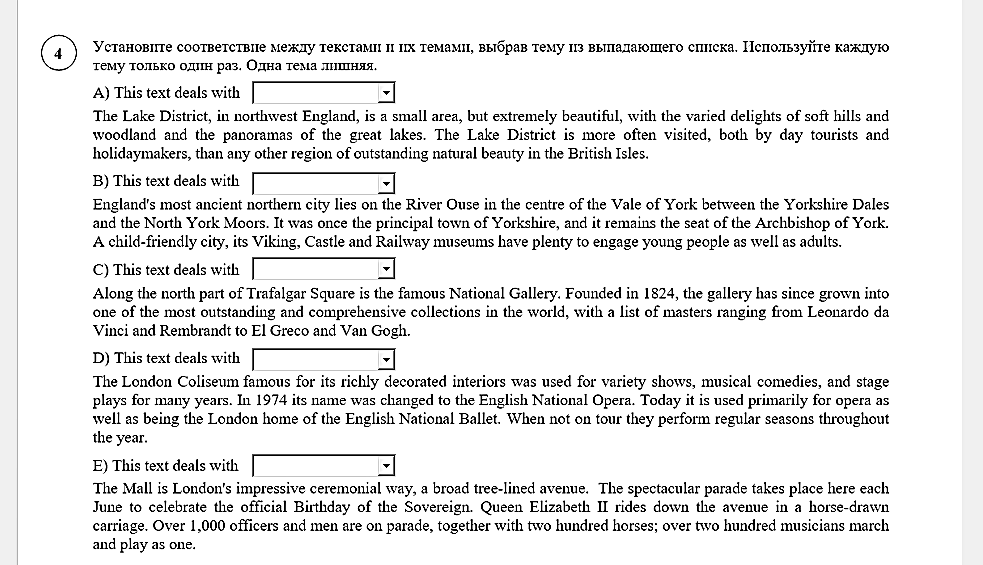 4
Установите соответствие между текстами и их темами, выбрав тему из выпадающего списка. Используйте каждую
тему только один раз. Одна тема лишняя.
A) This text deals with
The Lake District, in northwest England, is a small area, but extremely beautiful, with the varied delights of soft hills and
woodland and the panoramas of the great lakes. The Lake District is more often visited, both by day tourists and
holidaymakers, than any other region of outstanding natural beauty in the British Isles.
B) This text deals with
England's most ancient northern city lies on the River Ouse in the centre of the Vale of York between the Yorkshire Dales
and the North York Moors. It was once the principal town of Yorkshire, and it remains the seat of the Archbishop of York.
A child-friendly city, its Viking, Castle and Railway museums have plenty to engage young people as well as adults.
C) This text deals with
Along the north part of Trafalgar Square is the famous National Gallery. Founded in 1824, the gallery has since grown into
one of the most outstanding and comprehensive collections in the world, with a list of masters ranging from Leonardo da
Vinci and Rembrandt to El Greco and Van Gogh.
D) This text deals with
The London Coliseum famous for its richly decorated interiors was used for variety shows, musical comedies, and stage
plays for many years. In 1974 its name was changed to the English National Opera. Today it is used primarily for opera as
well as being the London home of the English National Ballet. When not on tour they perform regular seasons throughout
the year.
E) This text deals with
The Mall is London's impressive ceremonial way, a broad tree-lined avenue. The spectacular parade takes place here each
June to celebrate the official Birthday of the Sovereign. Queen Elizabeth II rides down the avenue in a horse-drawn
carriage. Over 1,000 officers and men are on parade, together with two hundred horses; over two hundred musicians march
and play as one.